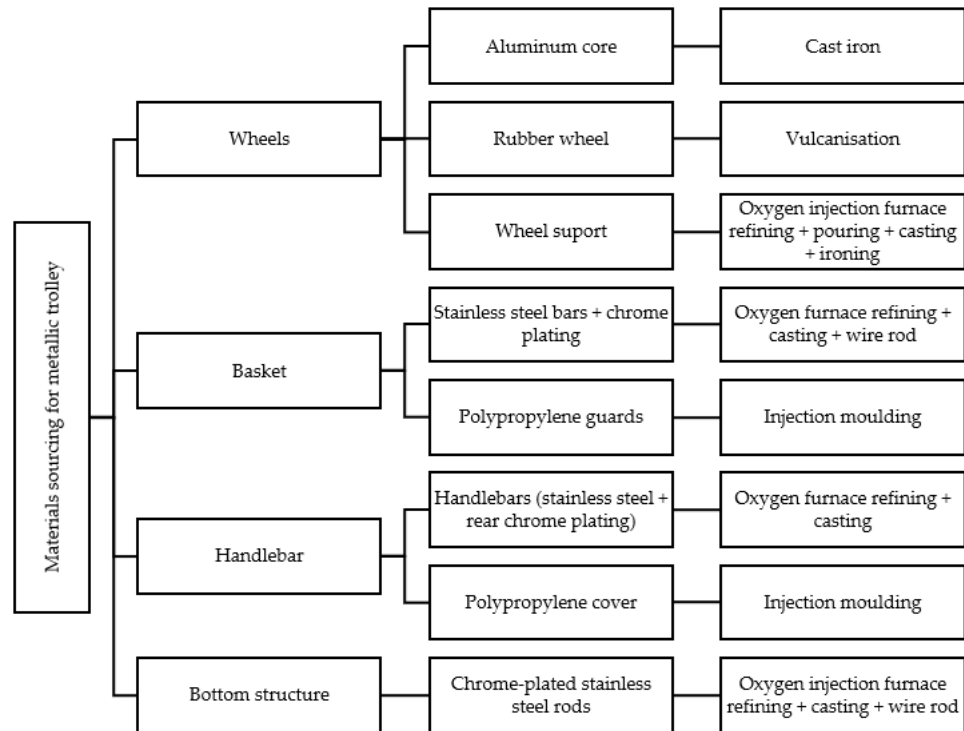 Materials sourcing for metallic trolley
Wheels
Aluminum core
Cast iron
Rubber wheel
Vulcanisation
Wheel suport
Oxygen injection furnace
refining + pouring + casting
+ ironing
Basket
Stainless steel bars + chrome
plating
Oxygen furnace refining +
casting + wire rod
Polypropylene guards
Injection moulding
Handlebar
Handlebars (stainless steel +
rear chrome plating)
Oxygen furnace refining +
casting
Polypropylene cover
Injection moulding
Bottom structure
Chrome-plated stainless
steel rods
Oxygen injection furnace
refining + casting + wire rod